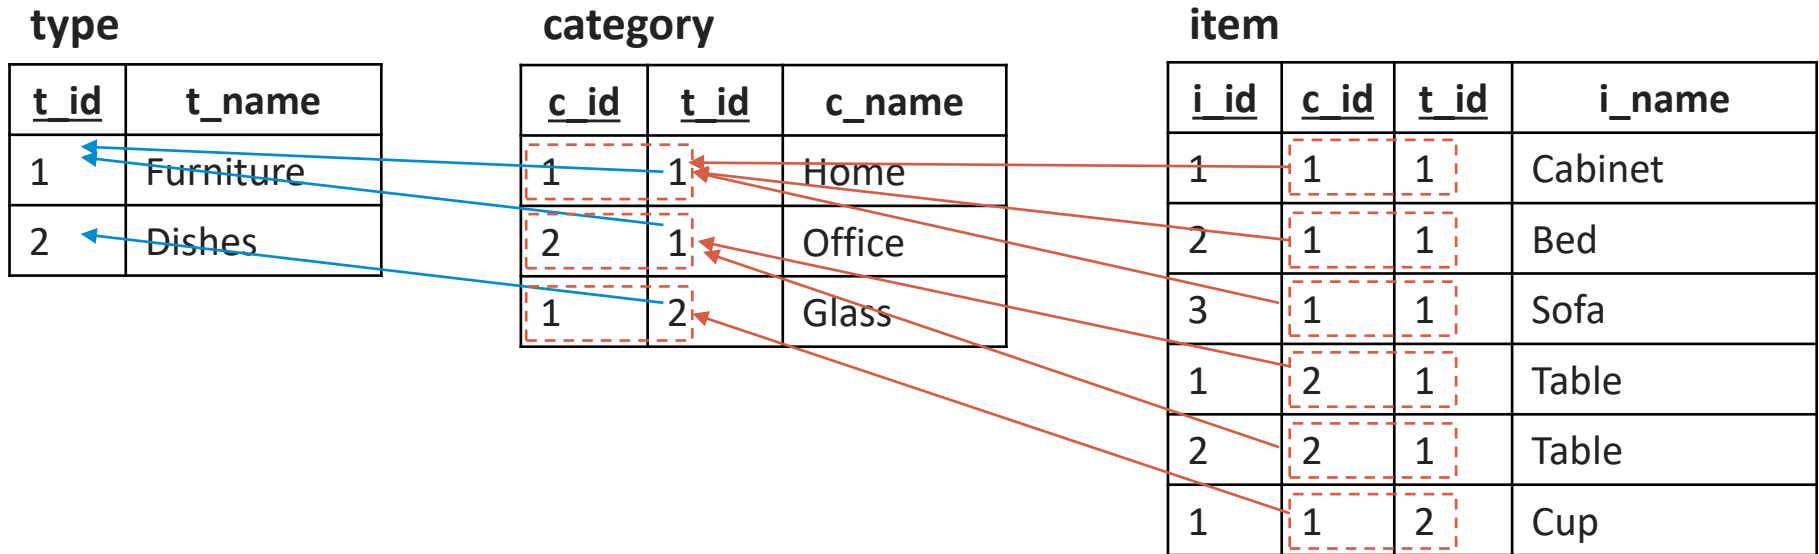 type
t_id t_name
1 Furniture
2 Dishes
category
c_id t_id c_name
1 1 Home
2 1 Office
1 2 Glass
item
i_id c_id t_id i_name
1 1 1 Cabinet
2 1 1 Bed
3 1 1 Sofa
1 2 1 Table
2 2 1 Table
1 1 2 Cup